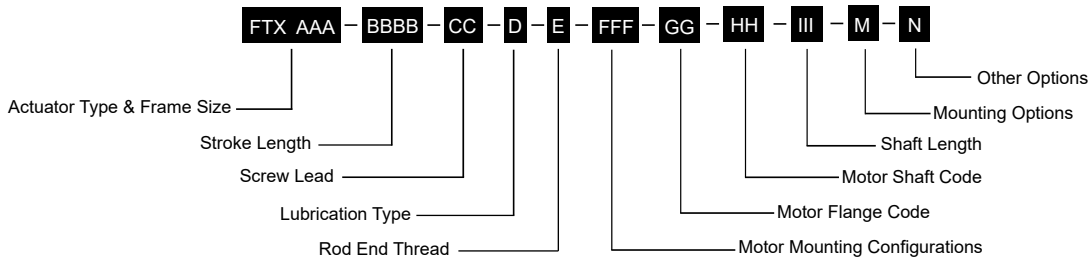 FTX AAA – BBBB – CC – D – E – FFF – GG – HH – III – M – N
Other Options
Actuator Type & Frame Size
Mounting Options
Stroke Length
Shaft Length
Screw Lead
Motor Shaft Code
Lubrication Type
Motor Flange Code
Rod End Thread
Motor Mounting Configurations